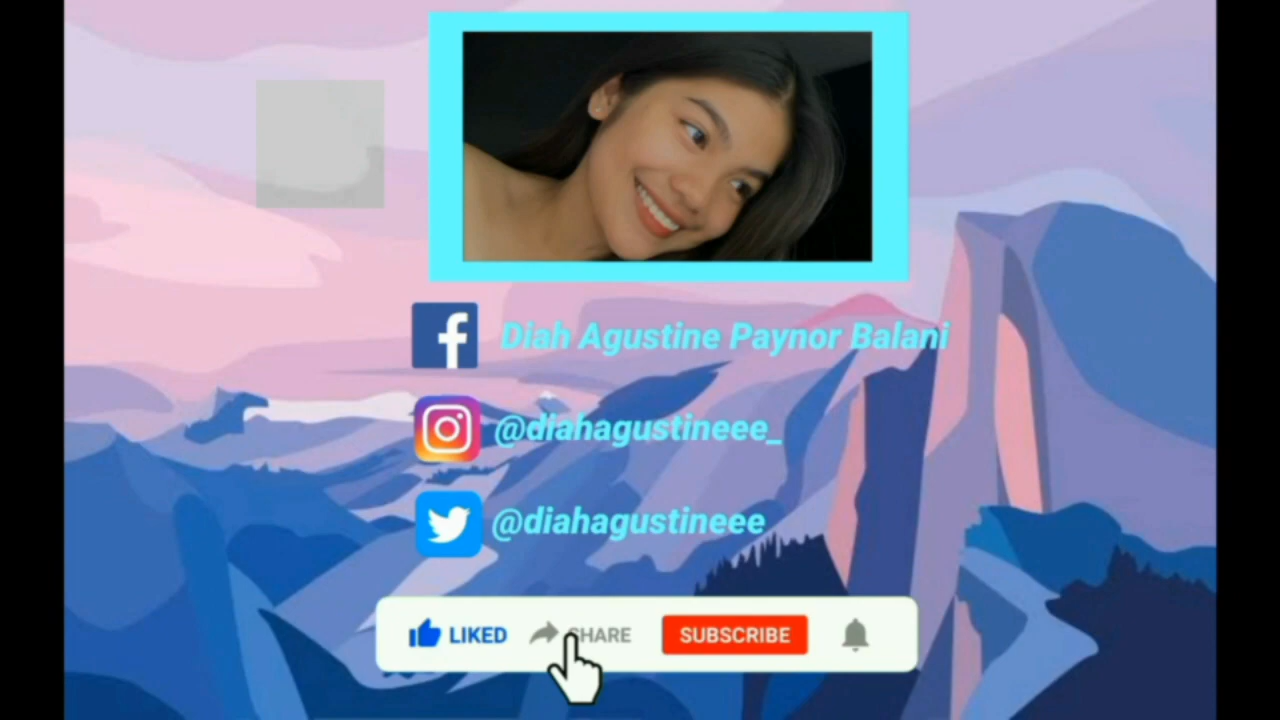 Diah Agustine Paynor Balani
@diahagustineee_
@diahagustineee
LIKED SHARE SUBSCRIBE